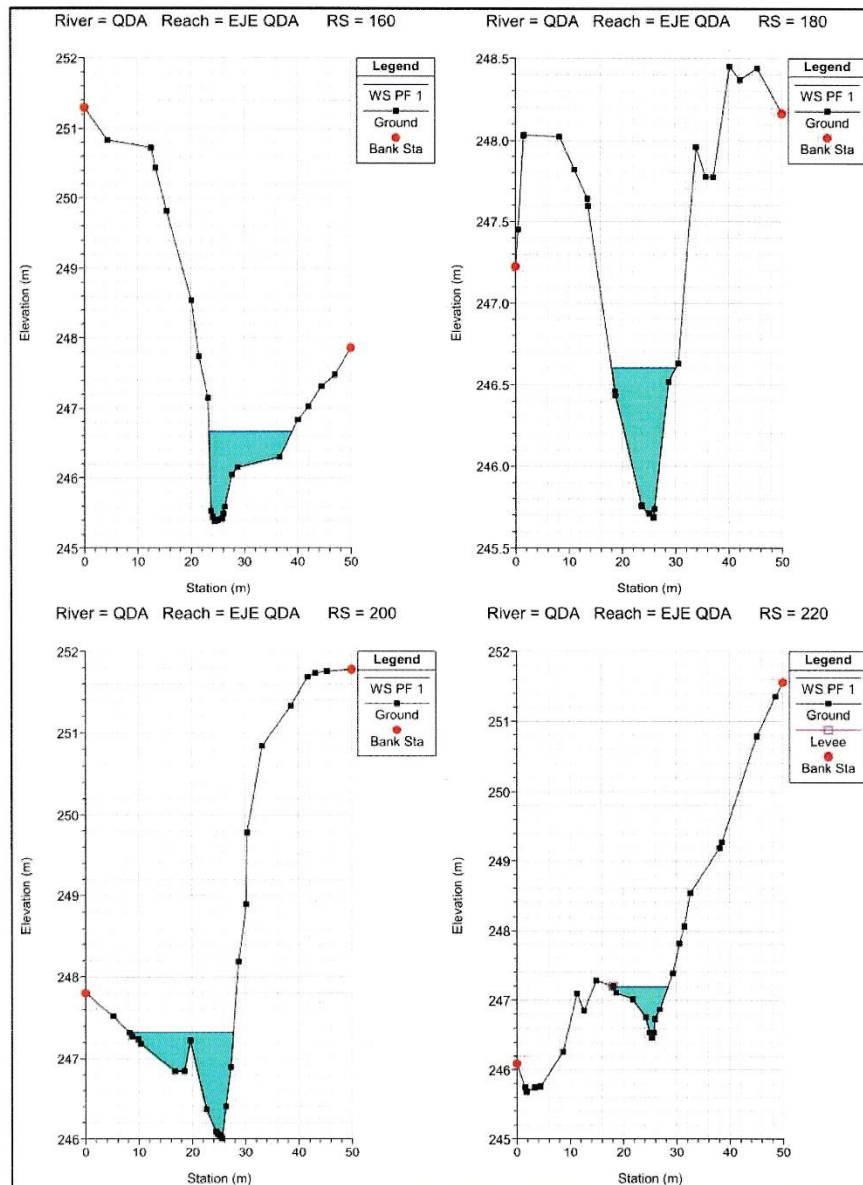 River = QDA Reach = EJE QDA RS = 160
252
251
250
249
248
247
246
245
Elevation (m)
0 10 20 30 40 50
Station (m)
Legend
WS PF 1
Ground
Bank Sta
River = QDA Reach = EJE QDA RS = 180
248.5
248.0
247.5
247.0
246.5
246.0
245.5
Elevation (m)
0 10 20 30 40 50
Station (m)
Legend
WS PF 1
Ground
Bank Sta
River = QDA Reach = EJE QDA RS = 200
252
251
250
249
248
247
246
Elevation (m)
0 10 20 30 40 50
Station (m)
Legend
WS PF 1
Ground
Bank Sta
River = QDA Reach = EJE QDA RS = 220
252
251
250
249
248
247
246
245
Elevation (m)
0 10 20 30 40 50
Station (m)
Legend
WS PF 1
Ground
Levee
Bank Sta